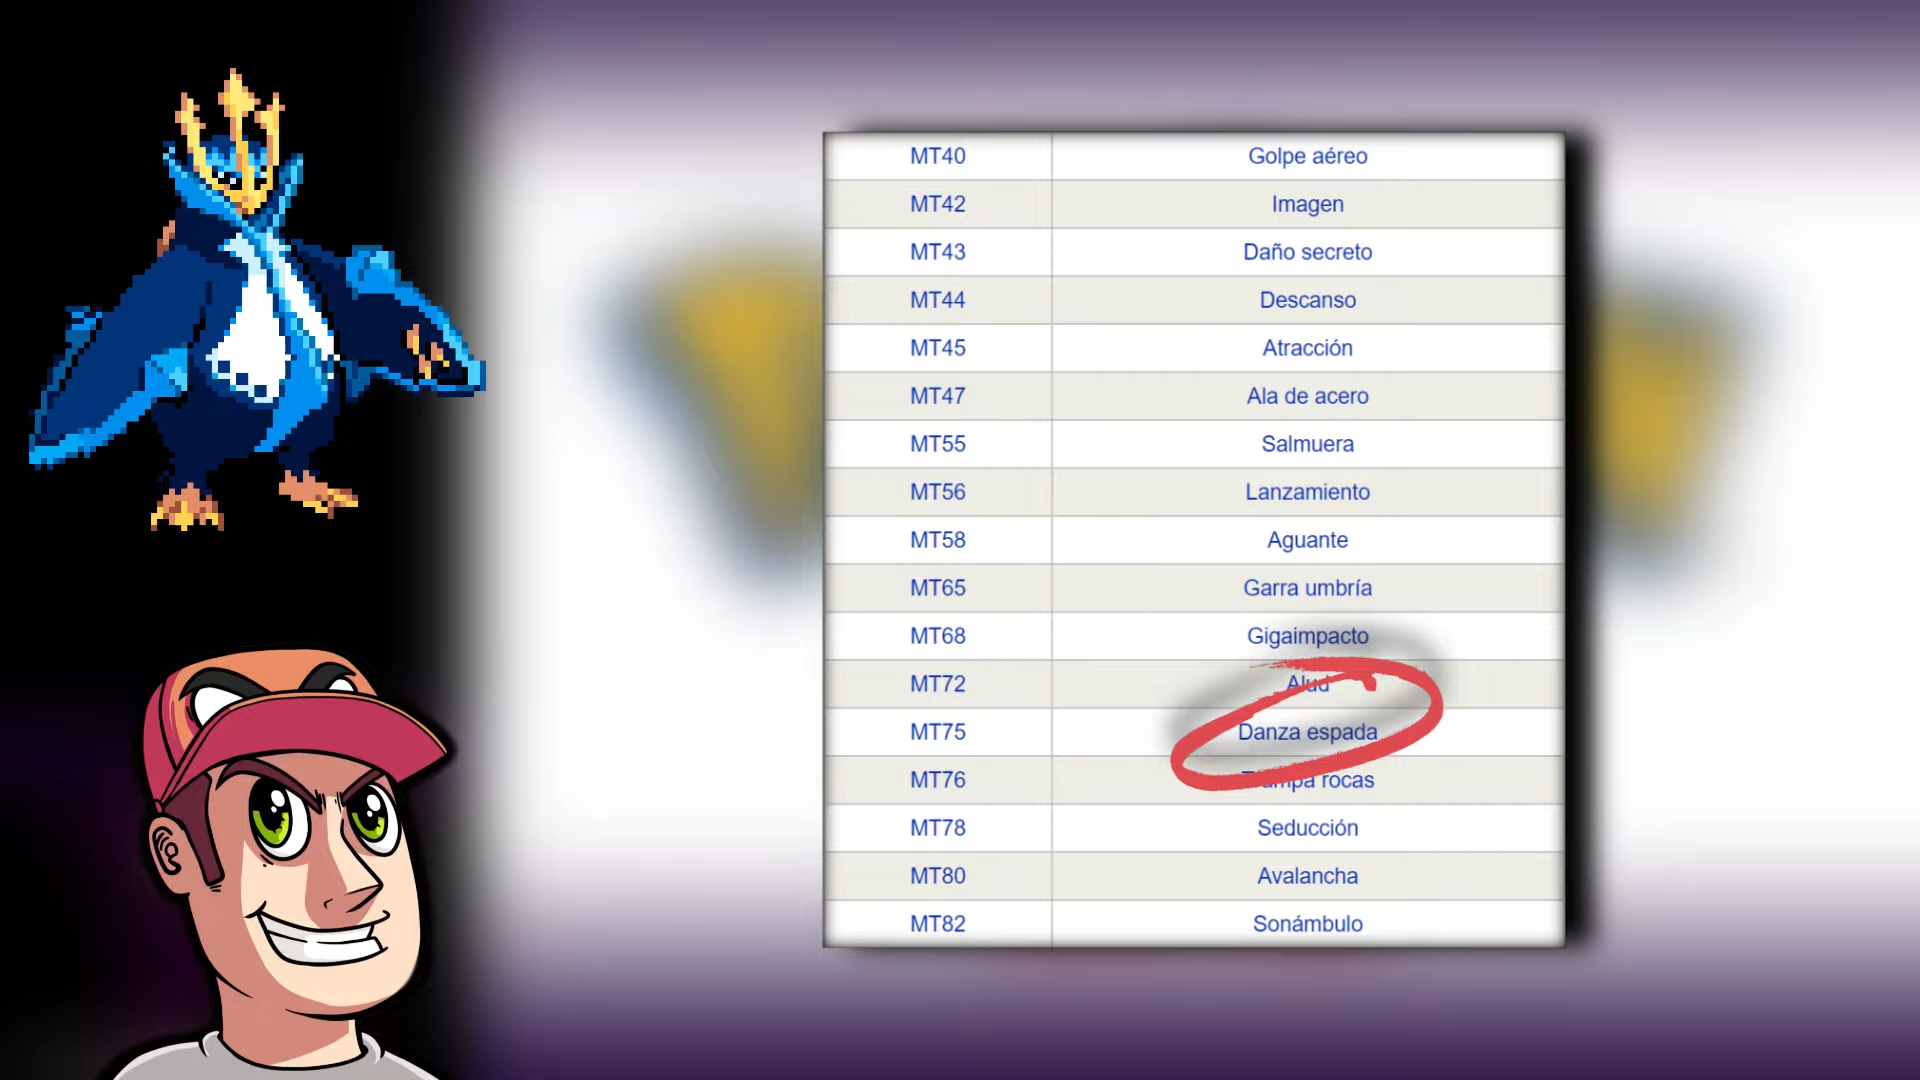 MT40 Golpe aéreo
MT42 Imagen
MT43 Daño secreto
MT44 Descanso
MT45 Atracción
MT47 Ala de acero
MT55 Salmuera
MT56 Lanzamiento
MT58 Aguante
MT65 Garra umbría
MT68 Gigaimpacto
MT72 Alud
MT75 Danza espada
MT76 Trampa rocas
MT78 Seducción
MT80 Avalancha
MT82 Sonámbulo